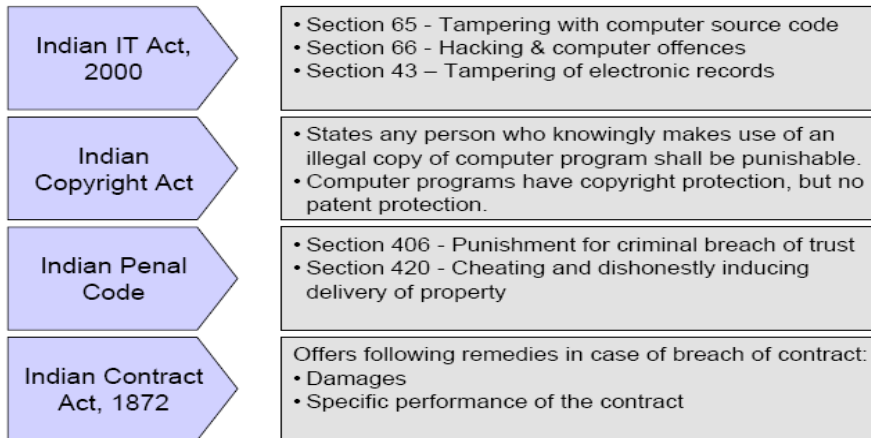 Indian IT Act,
2000
• Section 65 - Tampering with computer source code
• Section 66 - Hacking & computer offences
• Section 43 – Tampering of electronic records
Indian
Copyright Act
• States any person who knowingly makes use of an
illegal copy of computer program shall be punishable.
• Computer programs have copyright protection, but no
patent protection.
Indian Penal
Code
• Section 406 - Punishment for criminal breach of trust
• Section 420 - Cheating and dishonestly inducing
delivery of property
Indian Contract
Act, 1872
Offers following remedies in case of breach of contract:
• Damages
• Specific performance of the contract